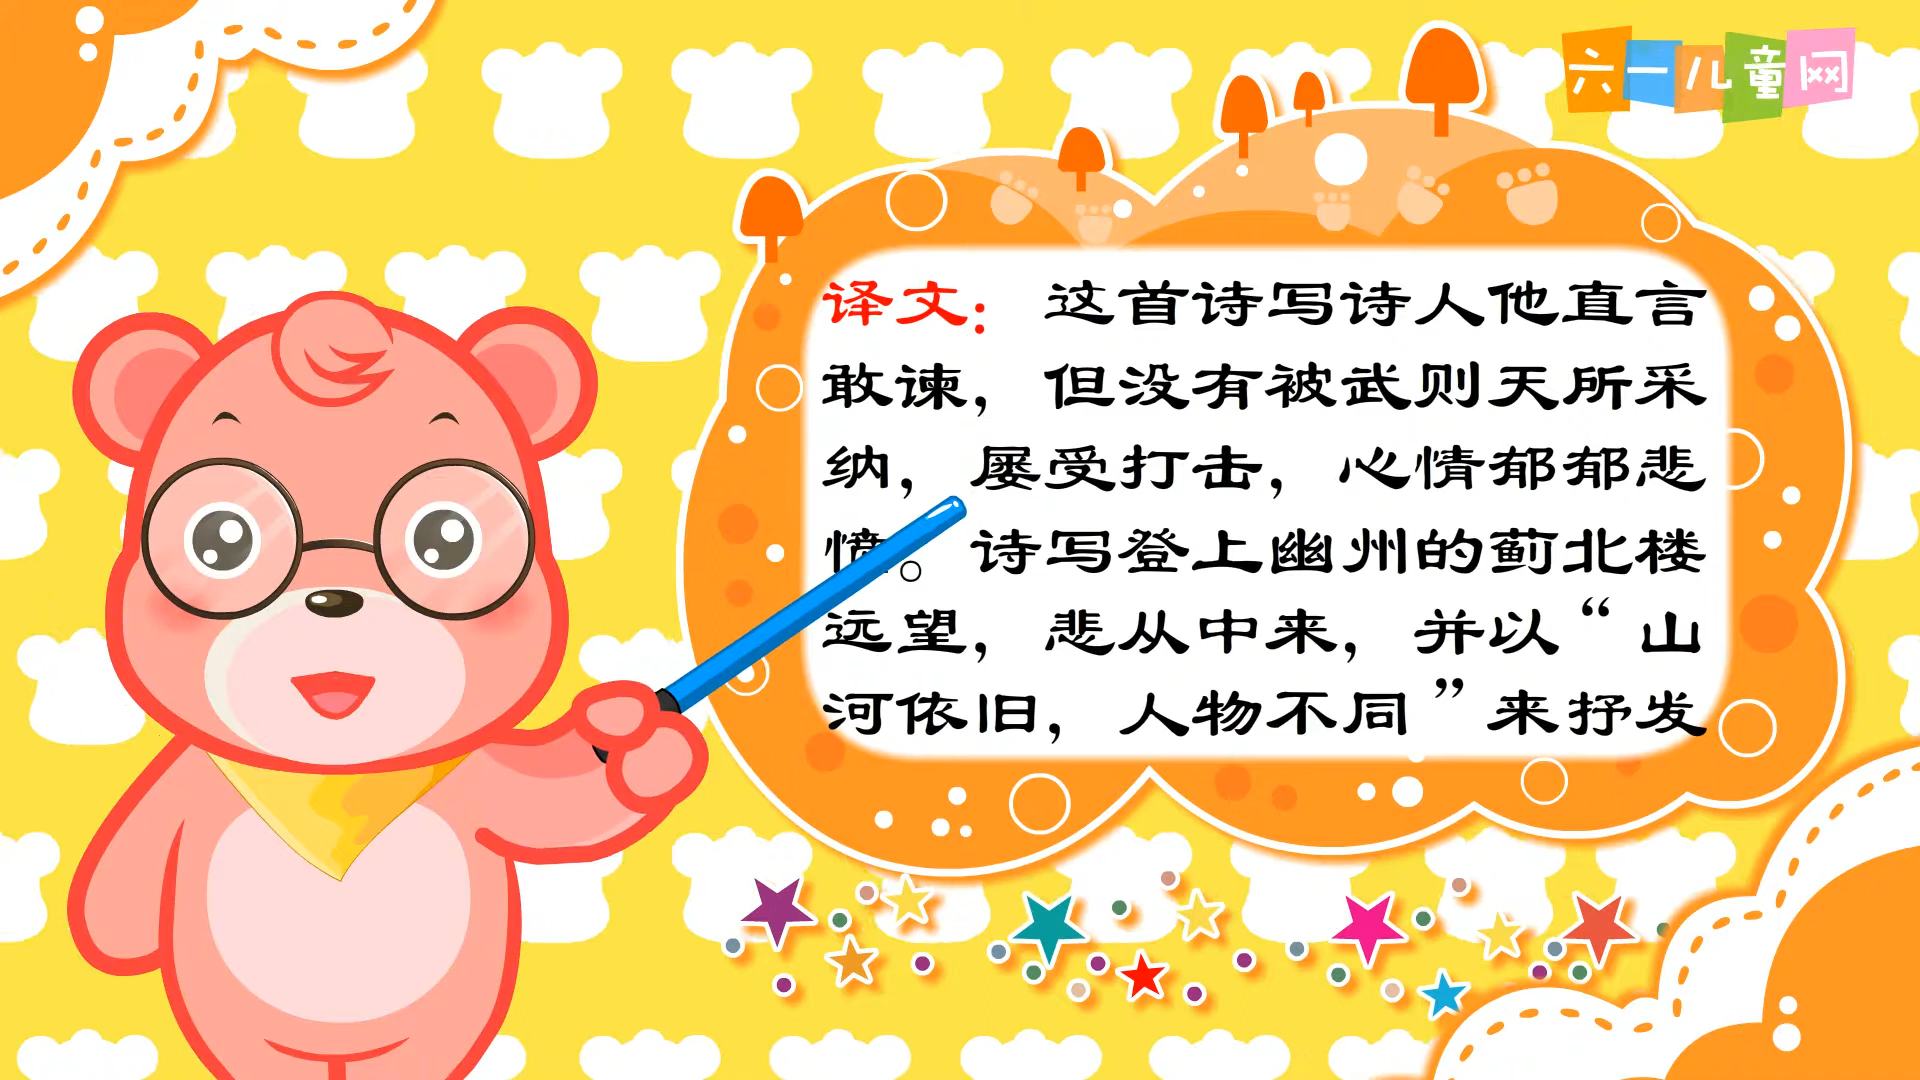 六一儿童网
译文：这首诗写诗人他直言
敢谏，但没有被武则天所采
纳，屡受打击，心情郁郁悲
愤。诗写登上幽州的蓟北楼
远望，悲从中来，并以“山
河依旧，人物不同”来抒发